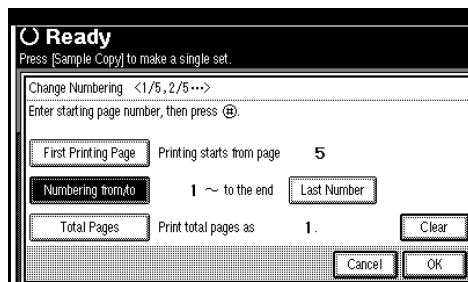 Ready
Press [Sample Copy] to make a single set.
Change Numbering <1/5,2/5⋯>
Enter starting page number, then press ⌗.
First Printing Page Printing starts from page 5
Numbering from/to 1 ～ to the end Last Number
Total Pages Print total pages as 1. Clear
Cancel OK